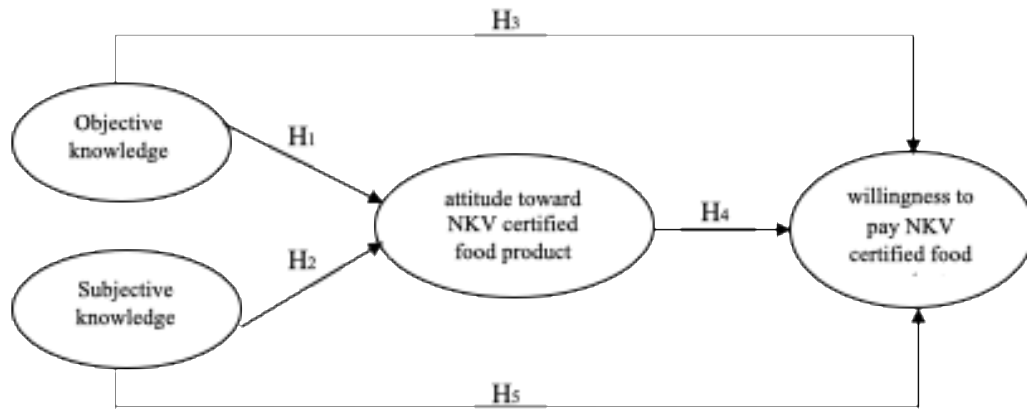 H3
Objective
knowledge
H1
attitude toward
NKV certified
food product
H4
willingness to
pay NKV
certified food
H2
Subjective
knowledge
H5